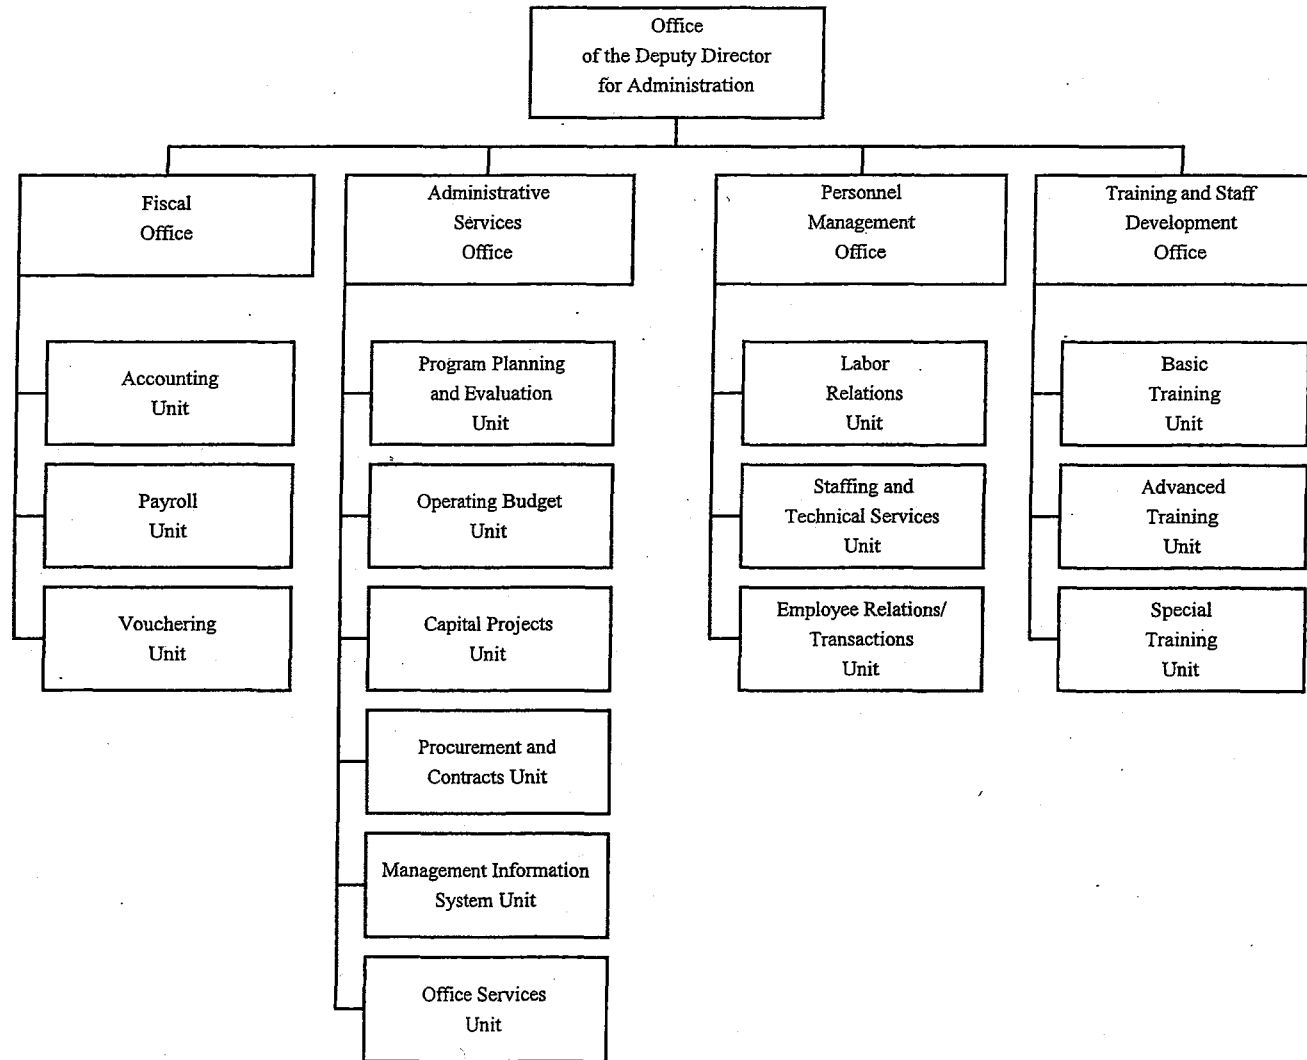 Office
of the Deputy Director
for Administration
Fiscal
Office
Administrative
Services
Office
Personnel
Management
Office
Training and Staff
Development
Office
Accounting
Unit
Payroll
Unit
Vouchering
Unit
Program Planning
and Evaluation
Unit
Operating Budget
Unit
Capital Projects
Unit
Procurement and
Contracts Unit
Management Information
System Unit
Office Services
Unit
Labor
Relations
Unit
Staffing and
Technical Services
Unit
Employee Relations/
Transactions
Unit
Basic
Training
Unit
Advanced
Training
Unit
Special
Training
Unit